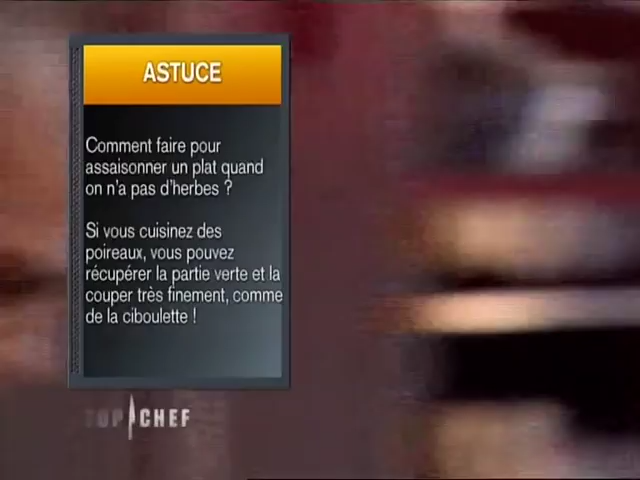 ASTUCE
Comment faire pour
assaisonner un plat quand
on n'a pas d'herbes ?
Si vous cuisinez des
poireaux, vous pouvez
récupérer la partie verte et la
couper très finement, comme
de la ciboulette !
TOP CHEF